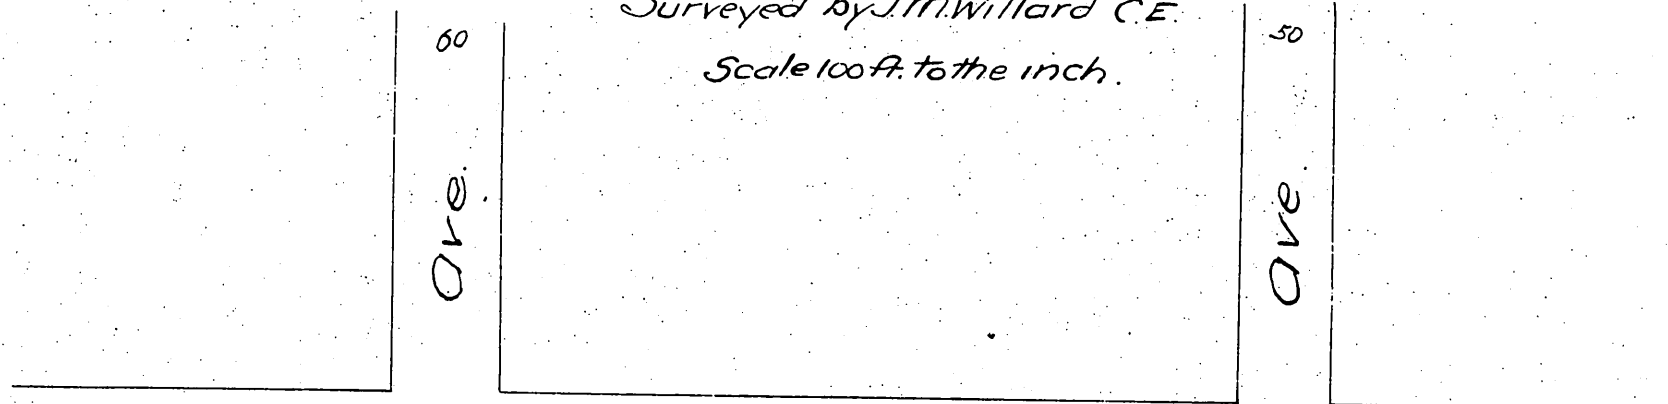 Surveyed by J.M. Willard C.E.
Scale 100 ft. to the inch.
60
50
Ave.
Ave.